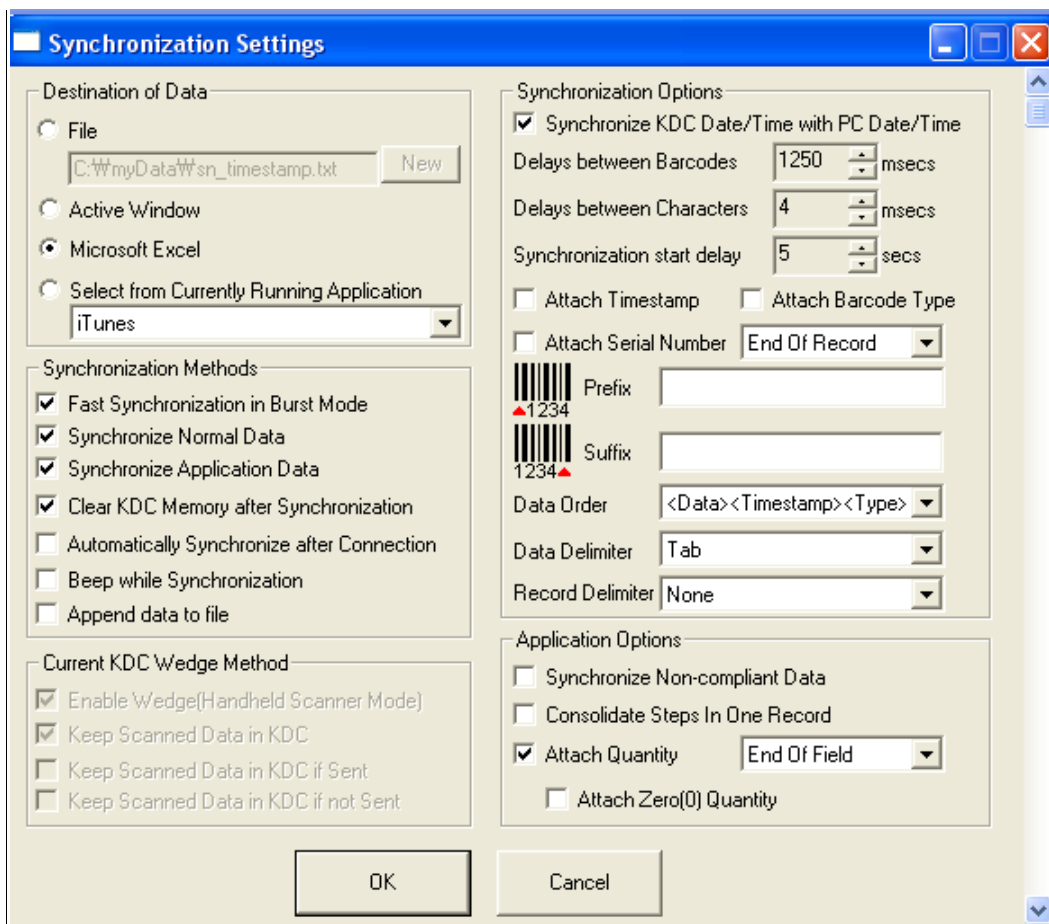 Synchronization Settings
Destination of Data
File
C:₩myData₩sn_timestamp.txt
New
Active Window
Microsoft Excel
Select from Currently Running Application
iTunes
Synchronization Methods
Fast Synchronization in Burst Mode
Synchronize Normal Data
Synchronize Application Data
Clear KDC Memory after Synchronization
Automatically Synchronize after Connection
Beep while Synchronization
Append data to file
Current KDC Wedge Method
Enable Wedge(Handheld Scanner Mode)
Keep Scanned Data in KDC
Keep Scanned Data in KDC if Sent
Keep Scanned Data in KDC if not Sent
Synchronization Options
Synchronize KDC Date/Time with PC Date/Time
Delays between Barcodes 1250 msecs
Delays between Characters 4 msecs
Synchronization start delay 5 secs
Attach Timestamp Attach Barcode Type
Attach Serial Number End Of Record
Prefix
1234
Suffix
1234
Data Order <Data><Timestamp><Type>
Data Delimiter Tab
Record Delimiter None
Application Options
Synchronize Non-compliant Data
Consolidate Steps In One Record
Attach Quantity End Of Field
Attach Zero(0) Quantity
OK Cancel